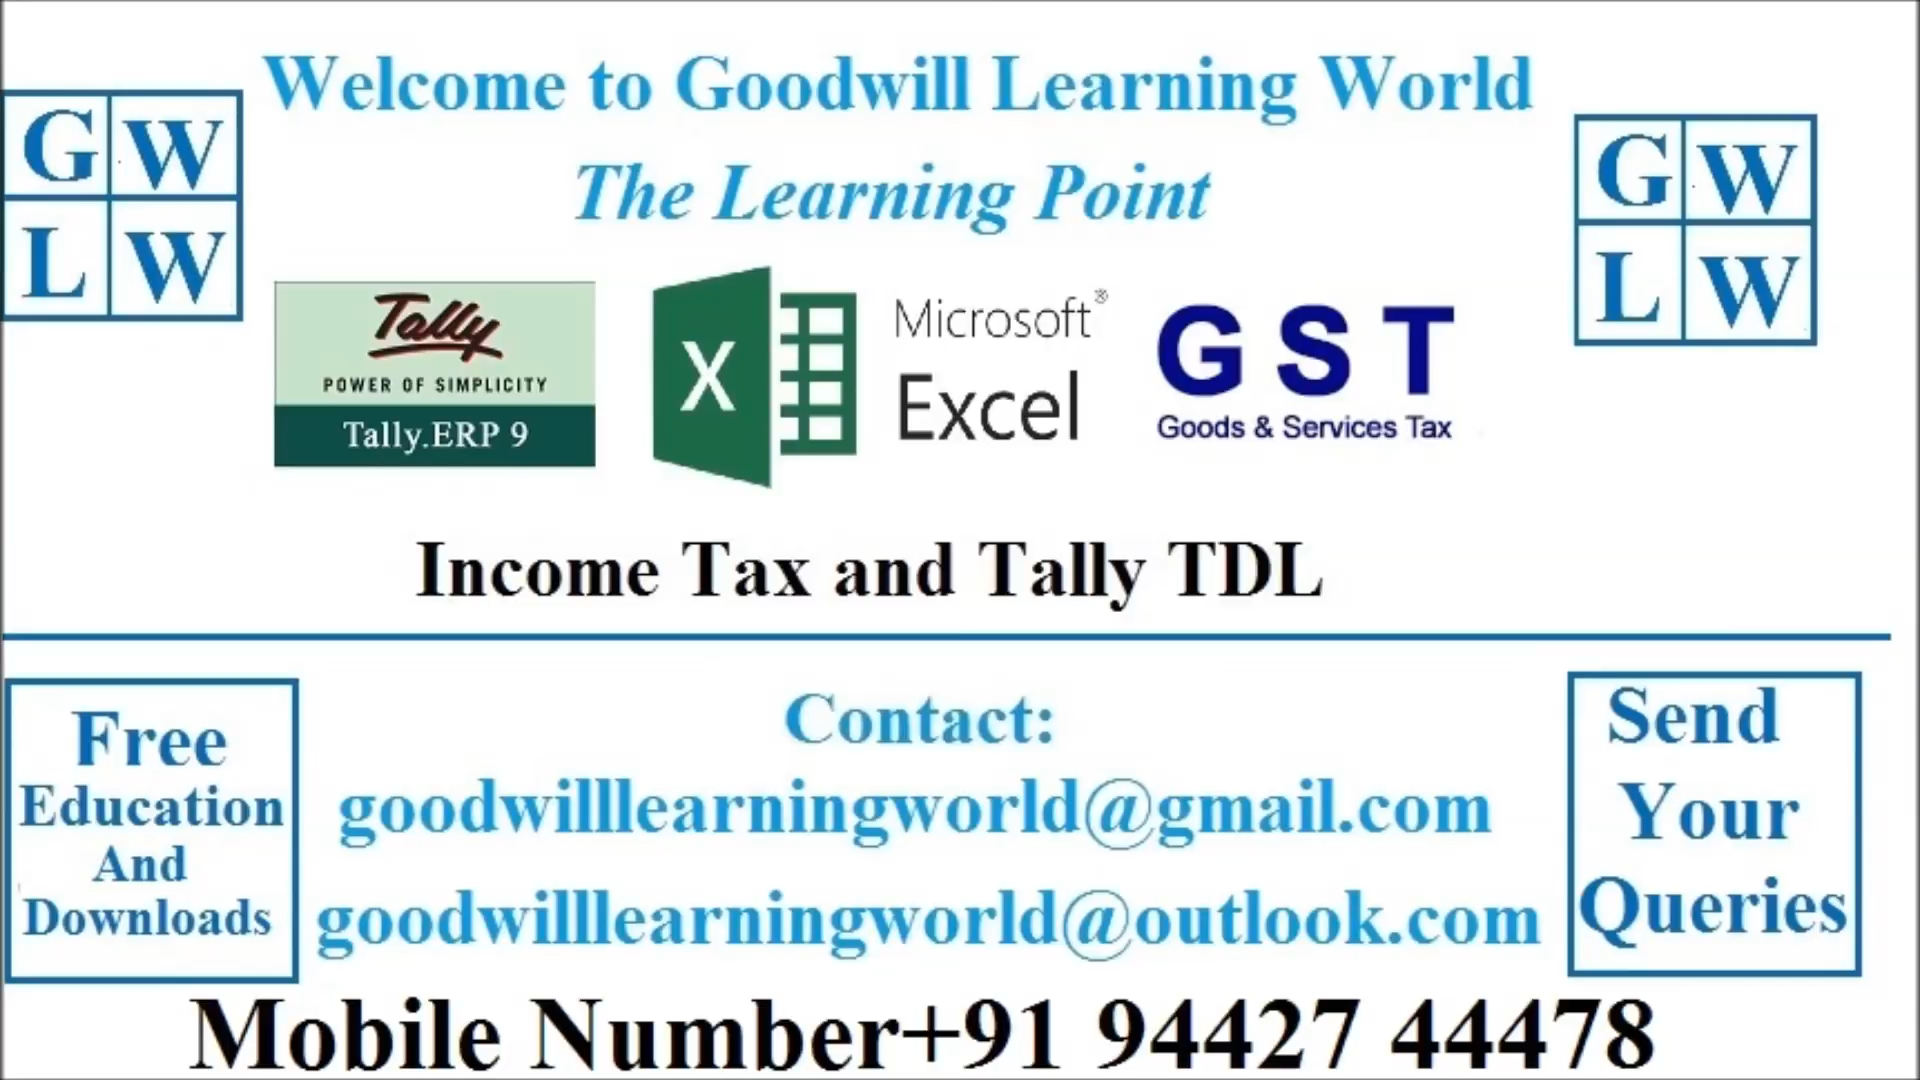 Welcome to Goodwill Learning World
The Learning Point
G W
L W
G W
L W
Tally
POWER OF SIMPLICITY
Tally.ERP 9
X
Microsoft®
Excel
GST
Goods & Services Tax
Income Tax and Tally TDL
Free
Education
And
Downloads
Contact:
goodwilllearningworld@gmail.com
goodwilllearningworld@outlook.com
Send
Your
Queries
Mobile Number+91 94427 44478